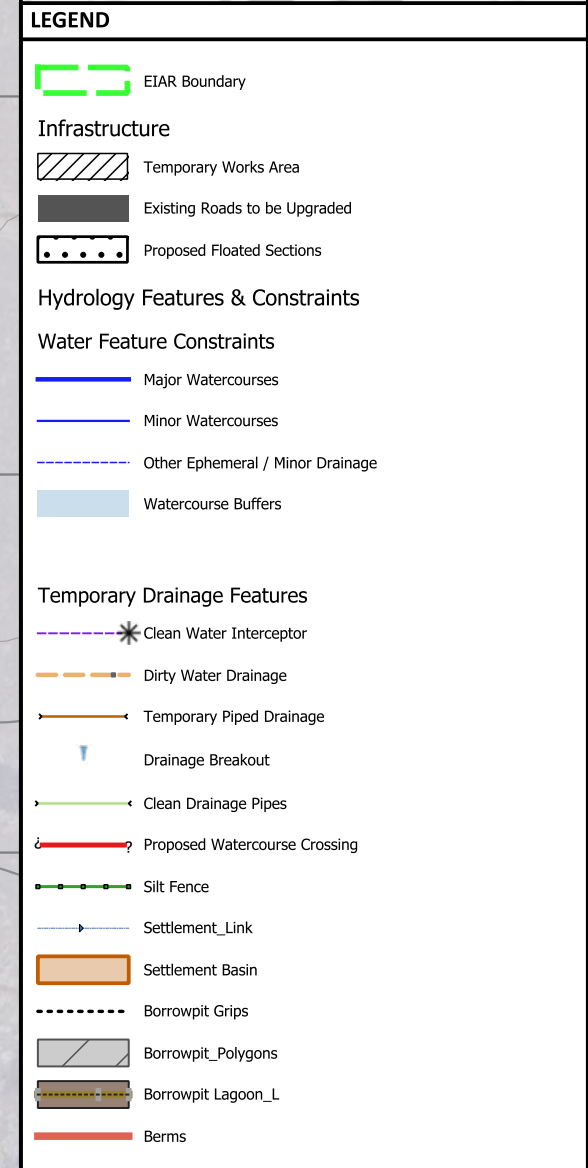 LEGEND
EIAR Boundary
Infrastructure
Temporary Works Area
Existing Roads to be Upgraded
Proposed Floated Sections
Hydrology Features & Constraints
Water Feature Constraints
Major Watercourses
Minor Watercourses
Other Ephemeral / Minor Drainage
Watercourse Buffers
Temporary Drainage Features
Clean Water Interceptor
Dirty Water Drainage
Temporary Piped Drainage
Drainage Breakout
Clean Drainage Pipes
¿ ? Proposed Watercourse Crossing
Silt Fence
Settlement_Link
Settlement Basin
Borrowpit Grips
Borrowpit_Polygons
Borrowpit Lagoon_L
Berms